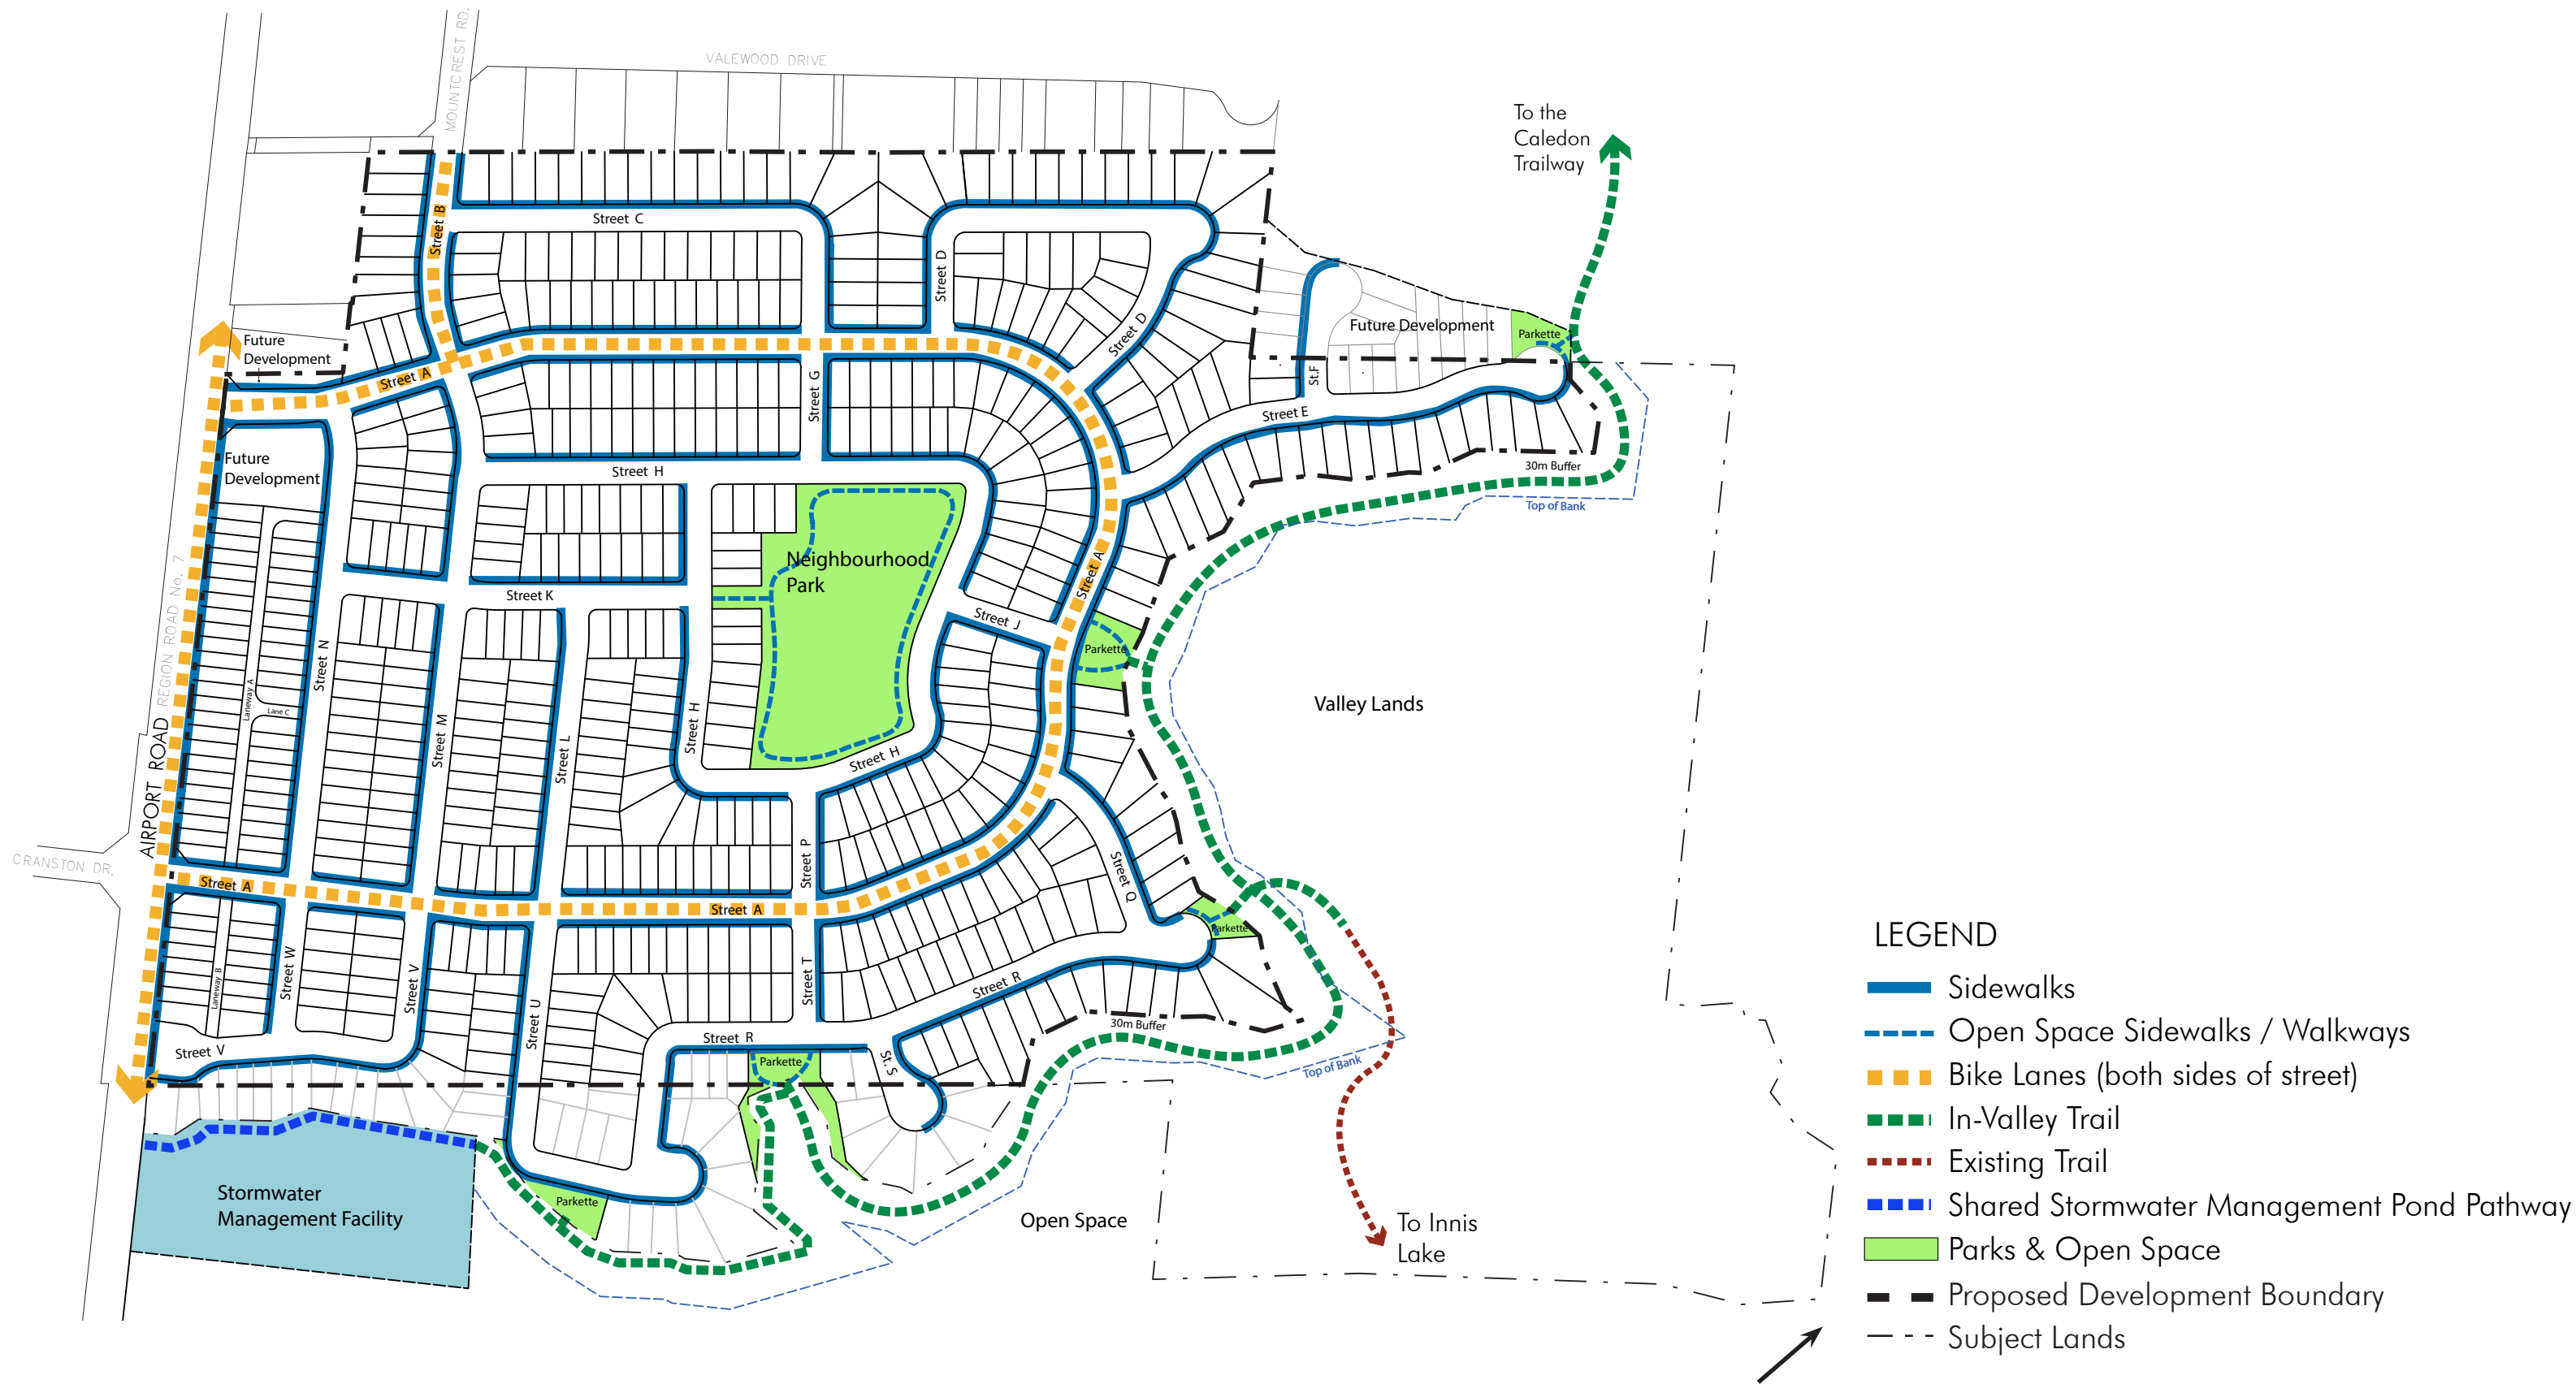 MOUNTCREST RD.
VALEWOOD DRIVE
To the
Caledon
Trailway
Street B
Street C
Street D
Street D
Future
Development
Street A
Future Development
Parkette
St.F
Street G
Street E
Future
Development
Street H
30m Buffer
Top of Bank
Neighbourhood
Park
Street K
Street J
Street A
Parkette
REGION ROAD No. 7
AIRPORT ROAD
Street N
Laneway A
Lane C
Street M
Street L
Street H
Street H
Valley Lands
CRANSTON DR.
Street A
Street P
Street A
Street Q
Parkette
Laneway B
Street W
Street V
Street U
Street T
Street R
Street R
30m Buffer
Street V
Parkette
St. S
Top of Bank
Stormwater
Management Facility
Parkette
Open Space
To Innis
Lake
LEGEND
Sidewalks
Open Space Sidewalks / Walkways
Bike Lanes (both sides of street)
In-Valley Trail
Existing Trail
Shared Stormwater Management Pond Pathway
Parks & Open Space
Proposed Development Boundary
Subject Lands